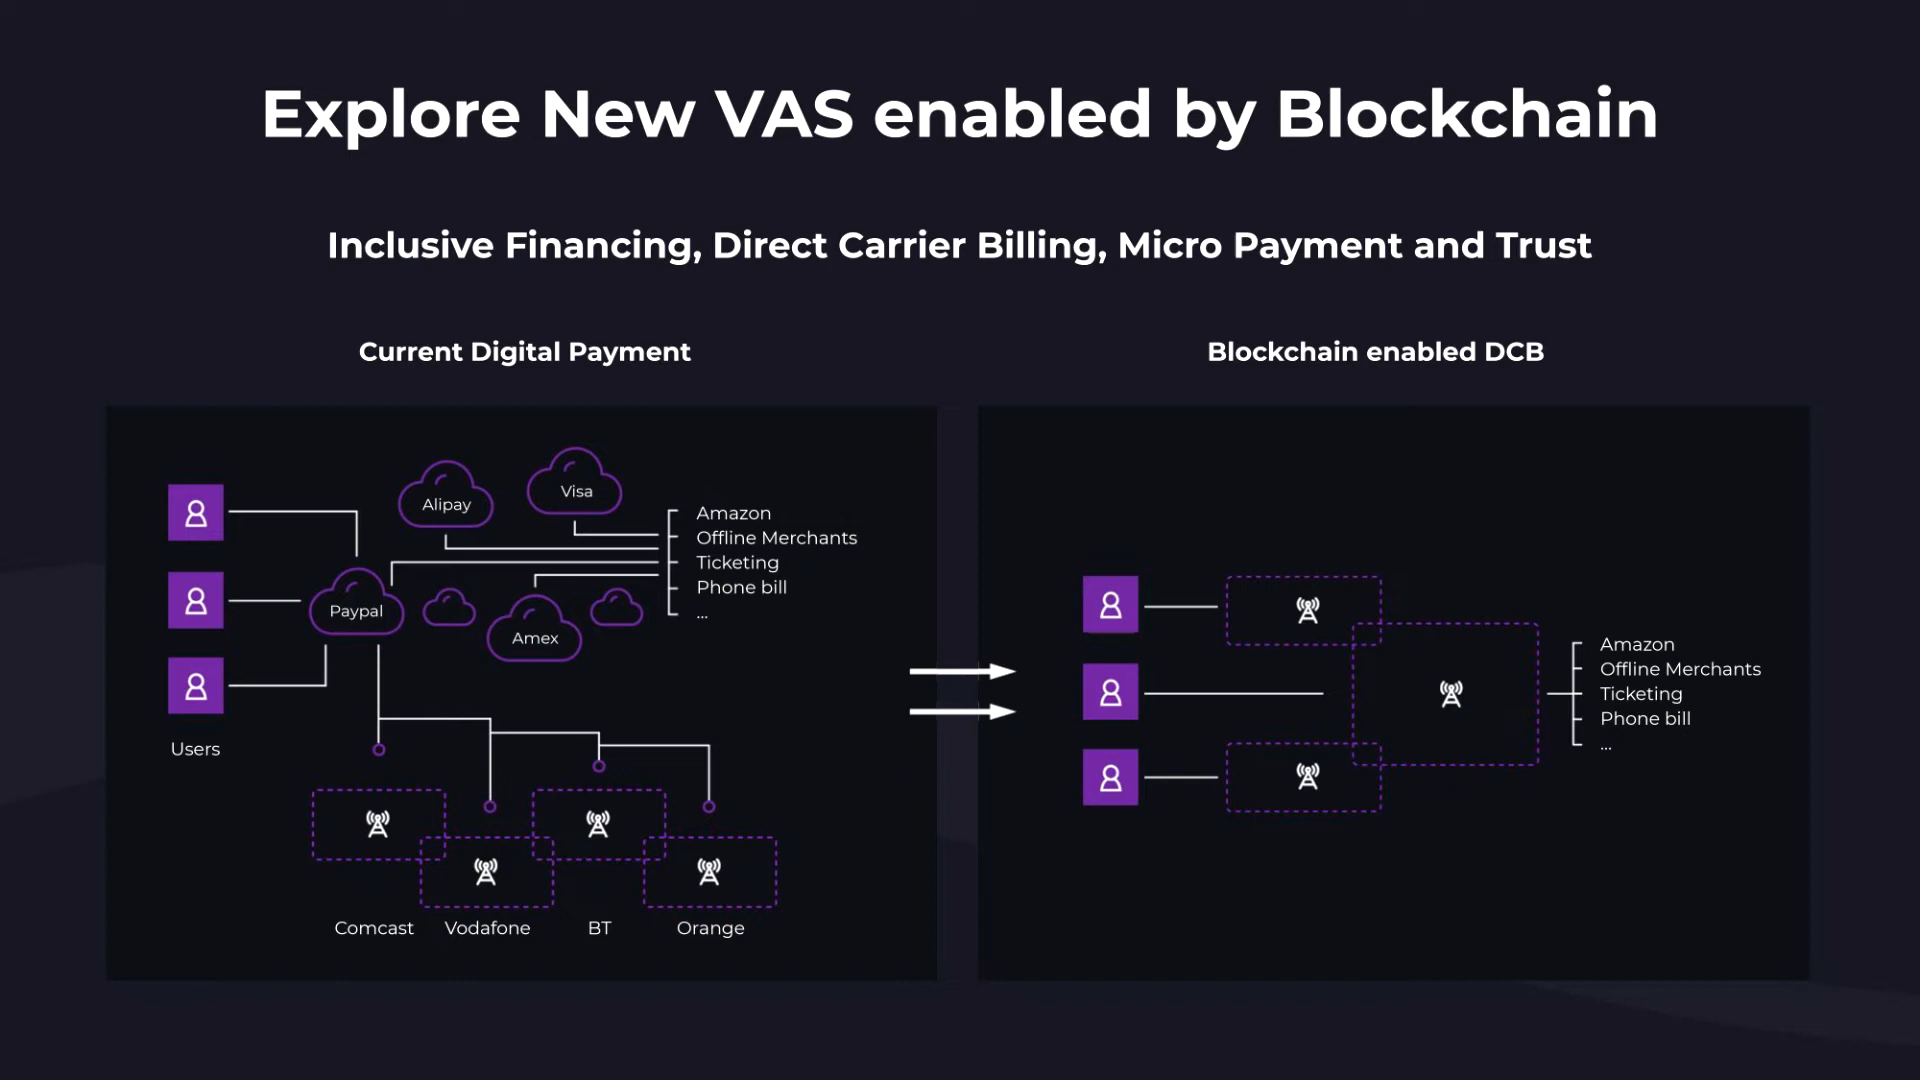 Explore New VAS enabled by Blockchain
Inclusive Financing, Direct Carrier Billing, Micro Payment and Trust
Current Digital Payment
Alipay
Visa
Amazon
Offline Merchants
Ticketing
Phone bill
...
Paypal
Amex
Users
Comcast
Vodafone
BT
Orange
Blockchain enabled DCB
Amazon
Offline Merchants
Ticketing
Phone bill
...